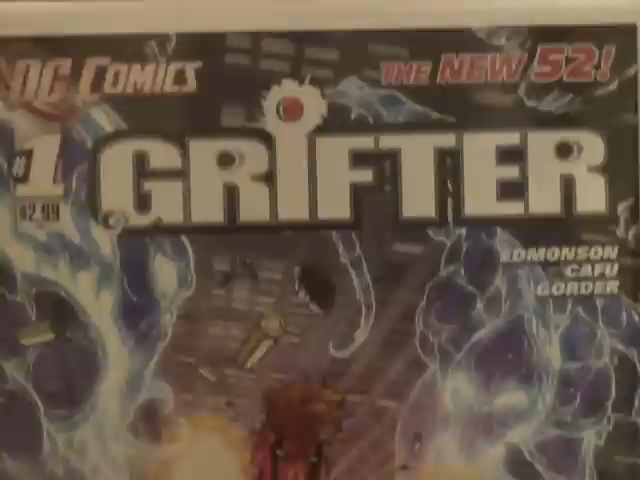 DC COMICS
THE NEW 52!
#1
$2.99
GRIFTER
EDMONSON
CAFU
GORDER